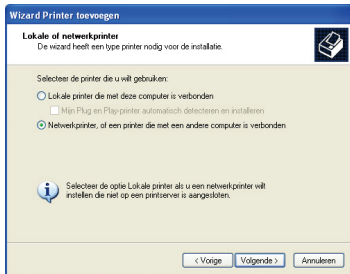 Wizard Printer toevoegen
Lokale of netwerkprinter
De wizard heeft een type printer nodig voor de installatie.
Selecteer de printer die u wilt gebruiken:
Lokale printer die met deze computer is verbonden
Mijn Plug en Play-printer automatisch detecteren en installeren
Netwerkprinter, of een printer die met een andere computer is verbonden
Selecteer de optie Lokale printer als u een netwerkprinter wilt
instellen die niet op een printserver is aangesloten.
< Vorige Volgende > Annuleren